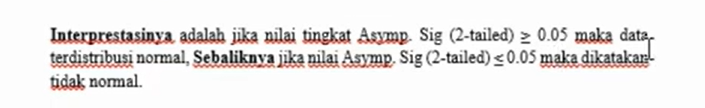 Interprestasinya adalah jika nilai tingkat Asymp. Sig (2-tailed) ≥ 0.05 maka data
terdistribusi normal, Sebaliknya jika nilai Asymp. Sig (2-tailed) ≤ 0.05 maka dikatakan
tidak normal.